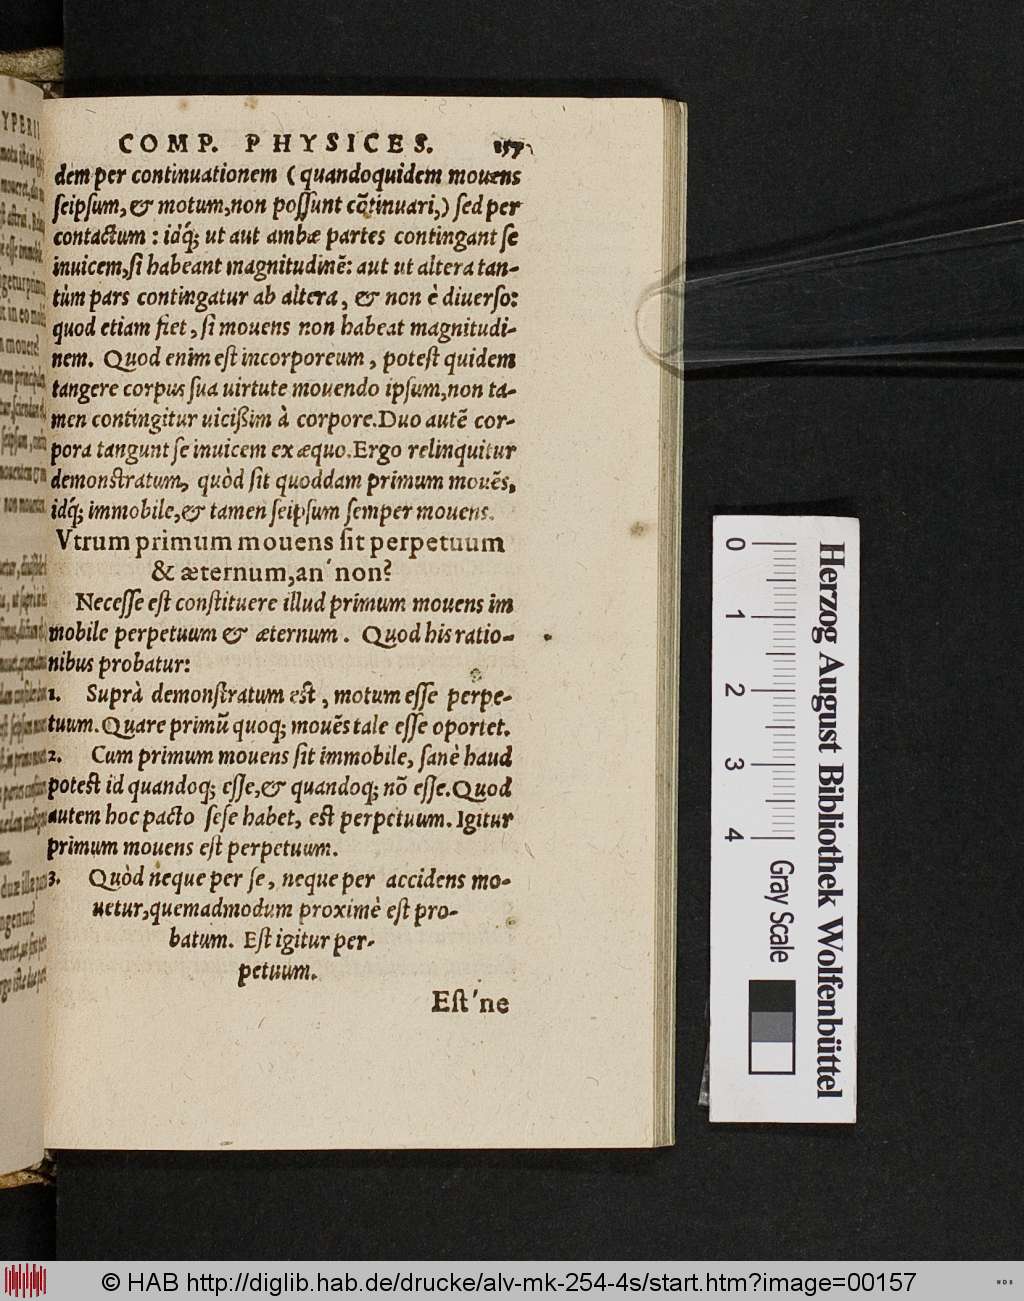 COMP. PHYSICES. 157
dem per continuationem (quandoquidem mouens
ſeipſum, & motum, non poſſunt cõtinuari,) ſed per
contactum : idq́; ut aut ambæ partes contingant ſe
inuicem, ſi habeant magnitudinẽ: aut ut altera tan-
tùm pars contingatur ab altera, & non è diuerſo:
quod etiam fiet, ſi mouens non habeat magnitudi-
nem. Quod enim eſt incorporeum, poteſt quidem
tangere corpus ſua uirtute mouendo ipſum, non ta-
men contingitur uicißim à corpore. Duo autẽ cor-
pora tangunt ſe inuicem ex æquo. Ergo relinquitur
demonſtratum, quòd ſit quoddam primum mouẽs,
idq́; immobile, & tamen ſeipſum ſemper mouens.
Vtrum primum mouens ſit perpetuum
& æternum, an' non?
Neceſſe eſt conſtituere illud primum mouens im
mobile perpetuum & æternum. Quod his ratio-
nibus probatur:
1. Suprà demonſtratum eſt, motum eſſe perpe-
tuum. Quare primũ quoq; mouẽs tale eſſe oportet.
2. Cum primum mouens ſit immobile, ſanè haud
poteſt id quandoq; eſſe, & quandoq; nõ eſſe. Quod
autem hoc pacto ſeſe habet, eſt perpetuum. Igitur
primum mouens eſt perpetuum.
3. Quòd neque per ſe, neque per accidens mo-
uetur, quemadmodum proximè eſt pro-
batum. Eſt igitur per-
petuum.
Eſt'ne
0 1 2 3 4
Herzog August Bibliothek Wolfenbüttel
Gray Scale
© HAB http://diglib.hab.de/drucke/alv-mk-254-4s/start.htm?image=00157